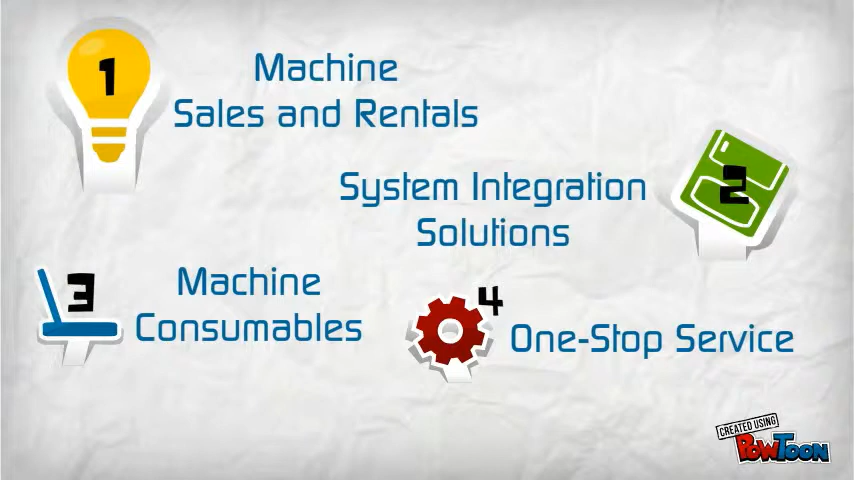 1
Machine
Sales and Rentals
System Integration
Solutions
2
3
Machine
Consumables
4
One-Stop Service
CREATED USING
POWTOON